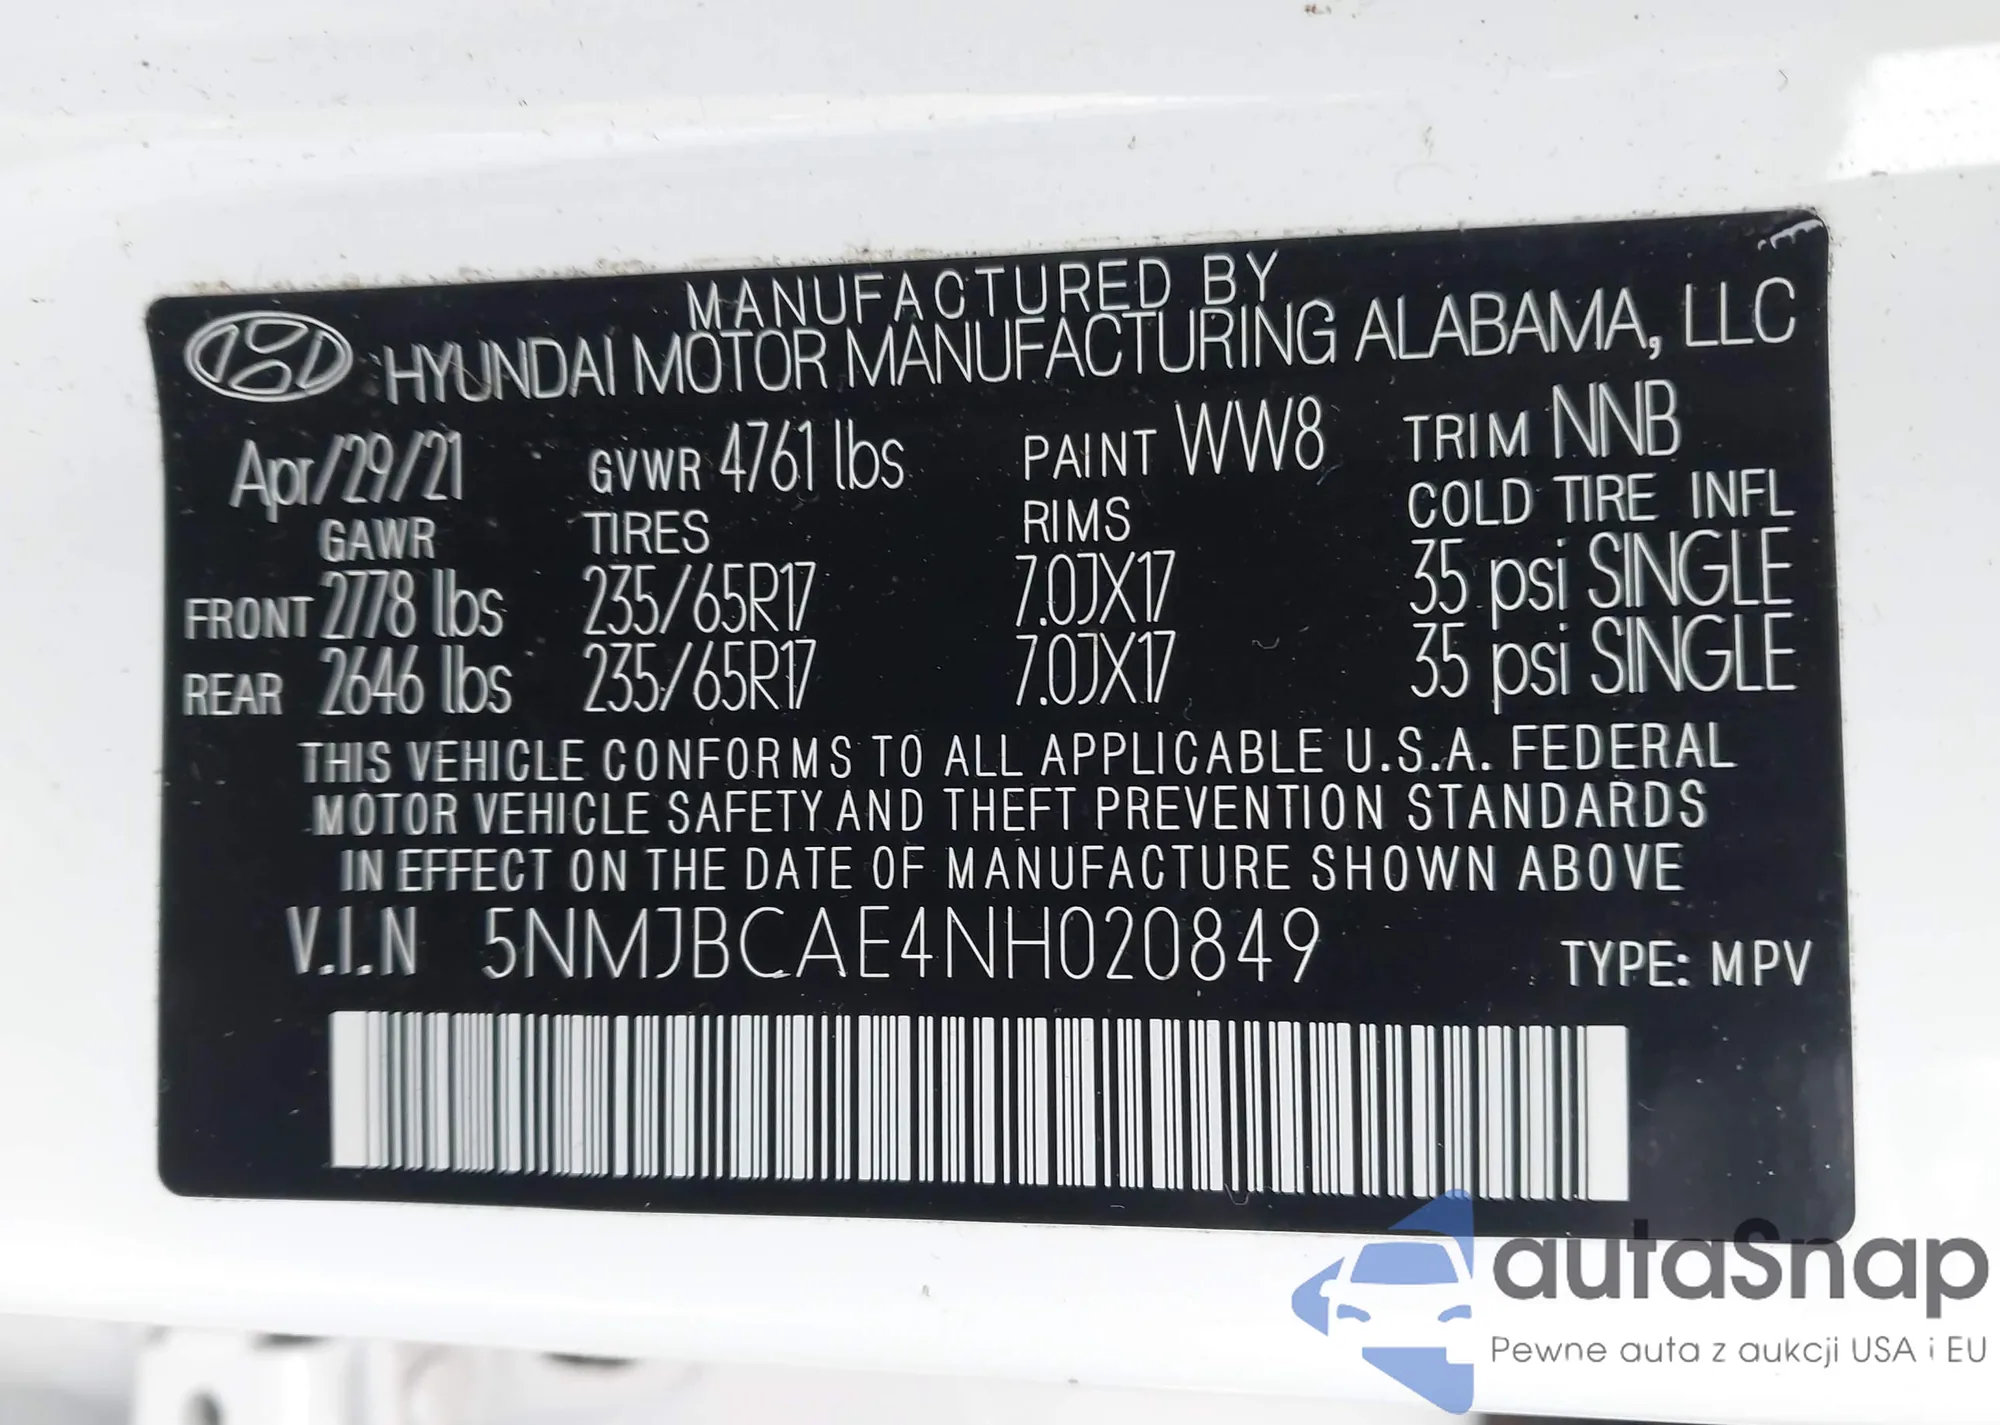 MANUFACTURED BY
HYUNDAI MOTOR MANUFACTURING ALABAMA, LLC
Apr/29/21 GVWR 4761 lbs PAINT WW8 TRIM NNB
GAWR TIRES RIMS COLD TIRE INFL
FRONT 2778 lbs 235/65R17 7.0JX17 35 psi SINGLE
REAR 2646 lbs 235/65R17 7.0JX17 35 psi SINGLE
THIS VEHICLE CONFORMS TO ALL APPLICABLE U.S.A. FEDERAL
MOTOR VEHICLE SAFETY AND THEFT PREVENTION STANDARDS
IN EFFECT ON THE DATE OF MANUFACTURE SHOWN ABOVE
V.I.N 5NMJBCAE4NH020849 TYPE: MPV
autaSnap
Pewne auta z aukcji USA i EU